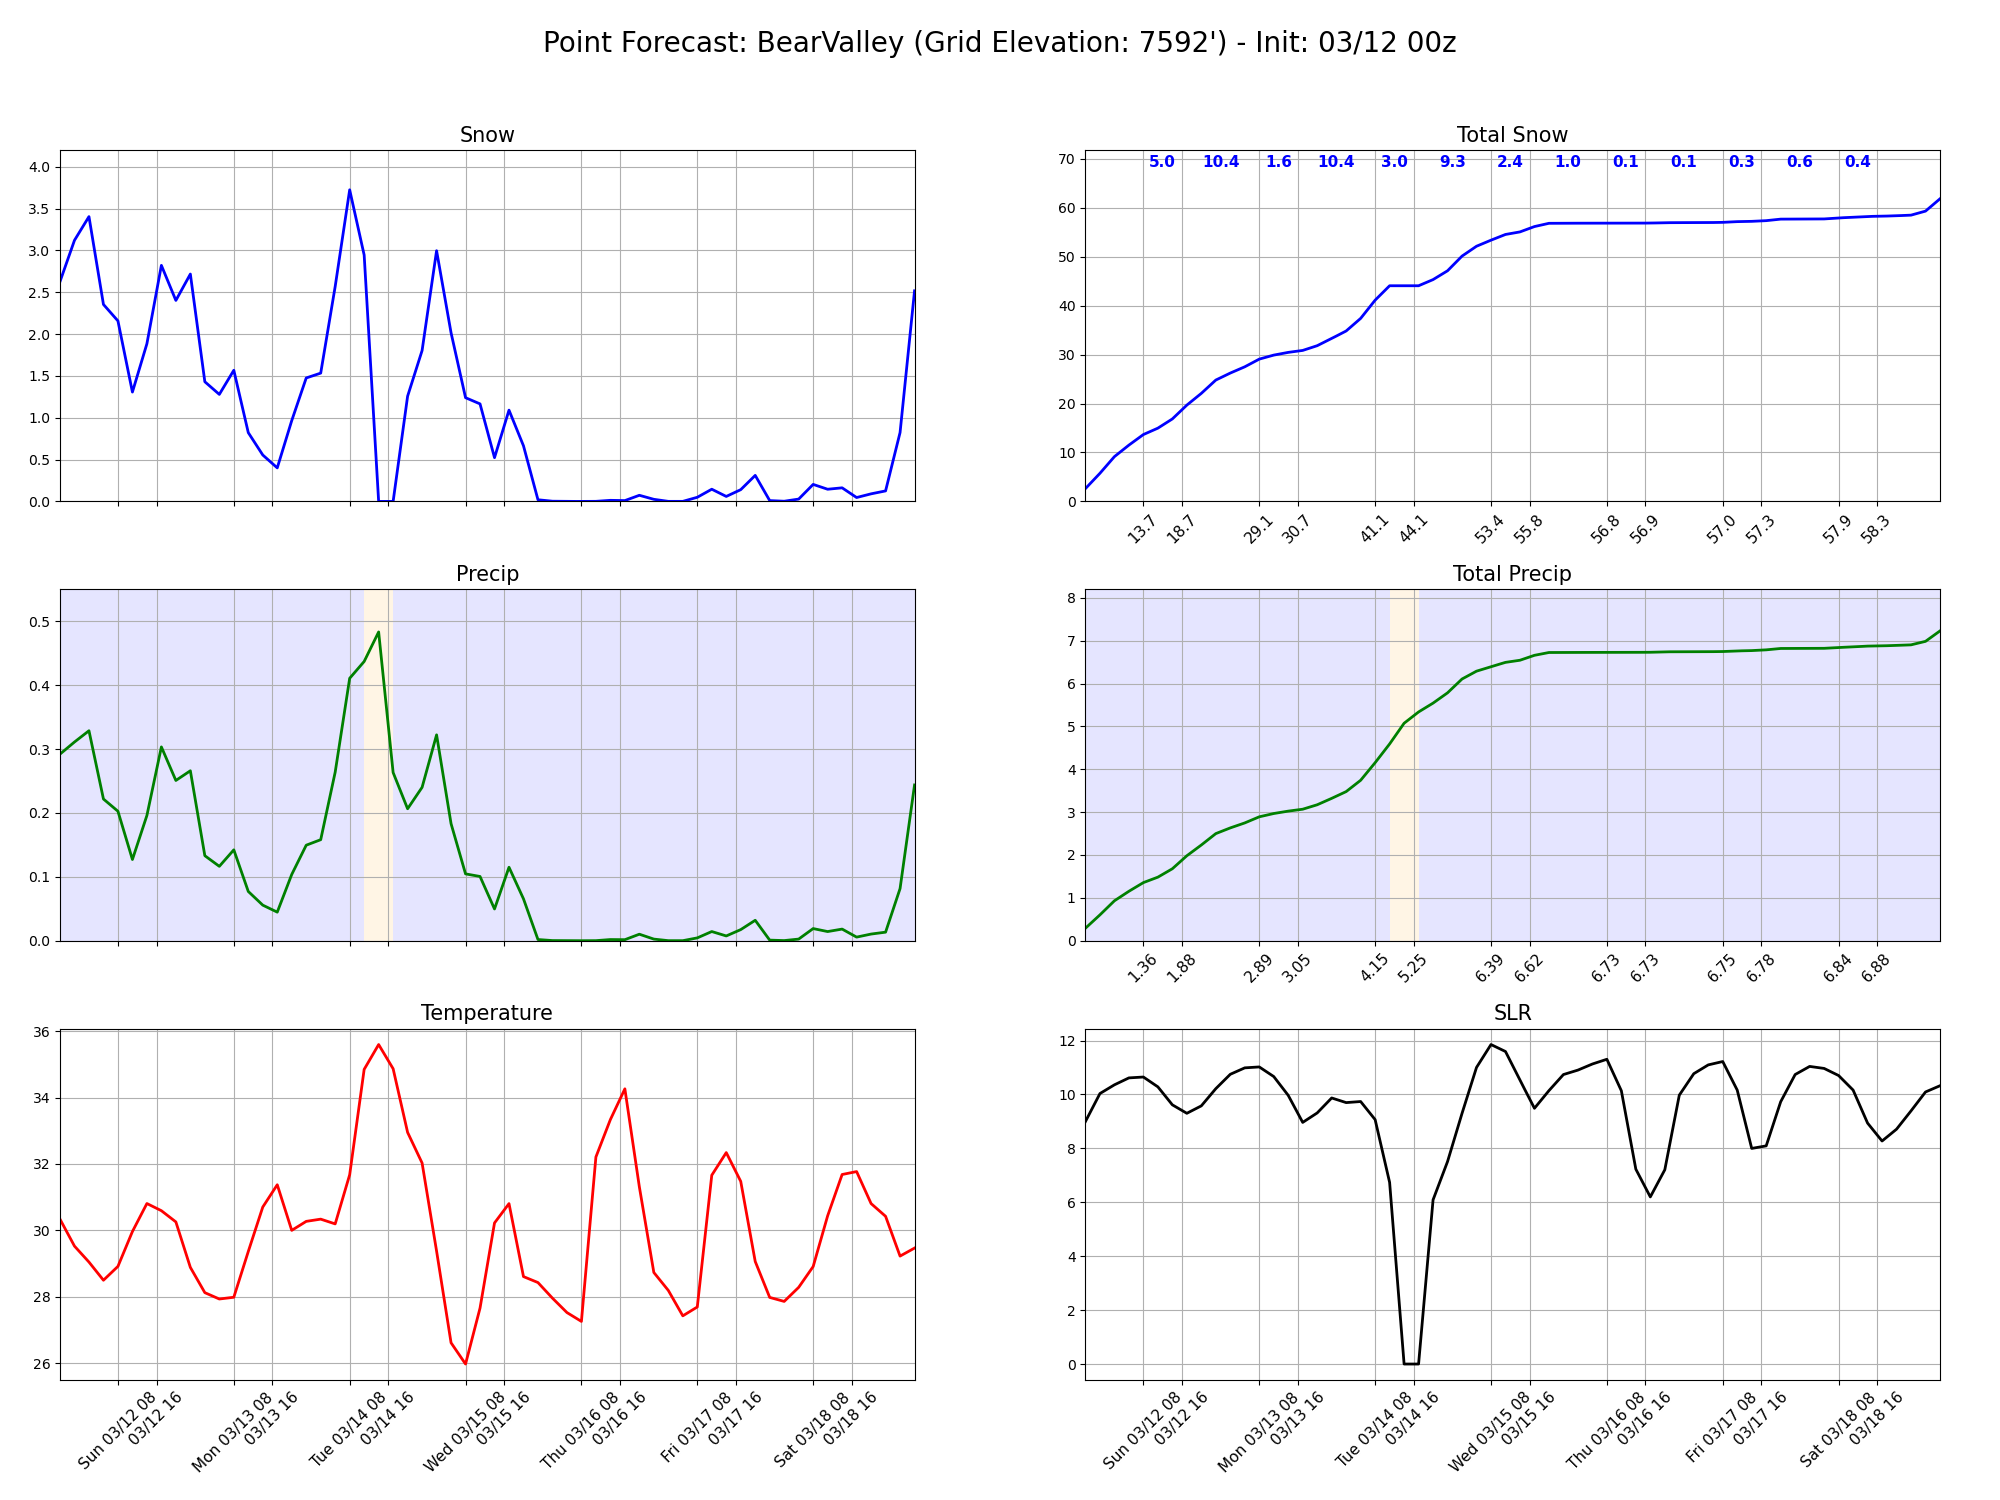 Point Forecast: BearValley (Grid Elevation: 7592') - Init: 03/12 00z
Snow
4.0
3.5
3.0
2.5
2.0
1.5
1.0
0.5
0.0
Total Snow
5.0 10.4 1.6 10.4 3.0 9.3 2.4 1.0 0.1 0.1 0.3 0.6 0.4
70
60
50
40
30
20
10
0
13.7 18.7 29.1 30.7 41.1 44.1 53.4 55.8 56.8 56.9 57.0 57.3 57.9 58.3
Precip
0.5
0.4
0.3
0.2
0.1
0.0
Total Precip
8
7
6
5
4
3
2
1
0
1.36 1.88 2.89 3.05 4.15 5.25 6.39 6.62 6.73 6.73 6.75 6.78 6.84 6.88
Temperature
36
34
32
30
28
26
Sun 03/12 08
03/12 16
Mon 03/13 08
03/13 16
Tue 03/14 08
03/14 16
Wed 03/15 08
03/15 16
Thu 03/16 08
03/16 16
Fri 03/17 08
03/17 16
Sat 03/18 08
03/18 16
SLR
12
10
8
6
4
2
0
Sun 03/12 08
03/12 16
Mon 03/13 08
03/13 16
Tue 03/14 08
03/14 16
Wed 03/15 08
03/15 16
Thu 03/16 08
03/16 16
Fri 03/17 08
03/17 16
Sat 03/18 08
03/18 16